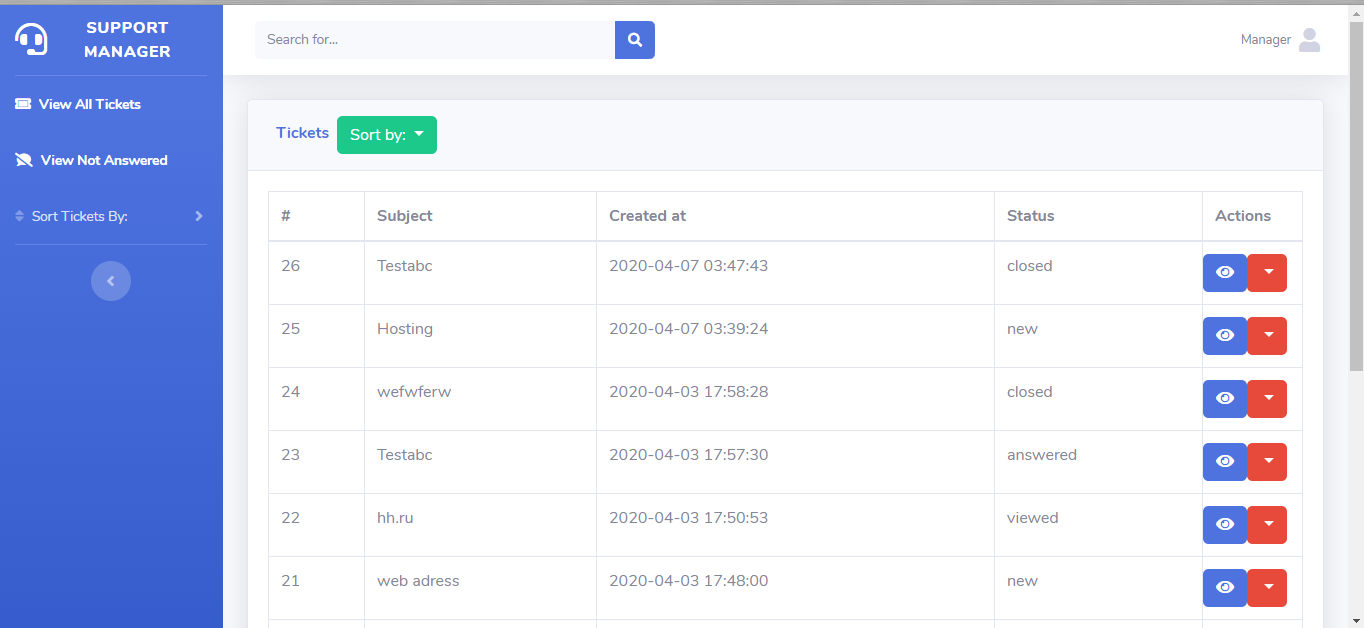 SUPPORT
MANAGER
View All Tickets
View Not Answered
Sort Tickets By:
Search for...
Manager
Tickets Sort by:
# Subject Created at Status Actions
26 Testabc 2020-04-07 03:47:43 closed
25 Hosting 2020-04-07 03:39:24 new
24 wefwferw 2020-04-03 17:58:28 closed
23 Testabc 2020-04-03 17:57:30 answered
22 hh.ru 2020-04-03 17:50:53 viewed
21 web adress 2020-04-03 17:48:00 new